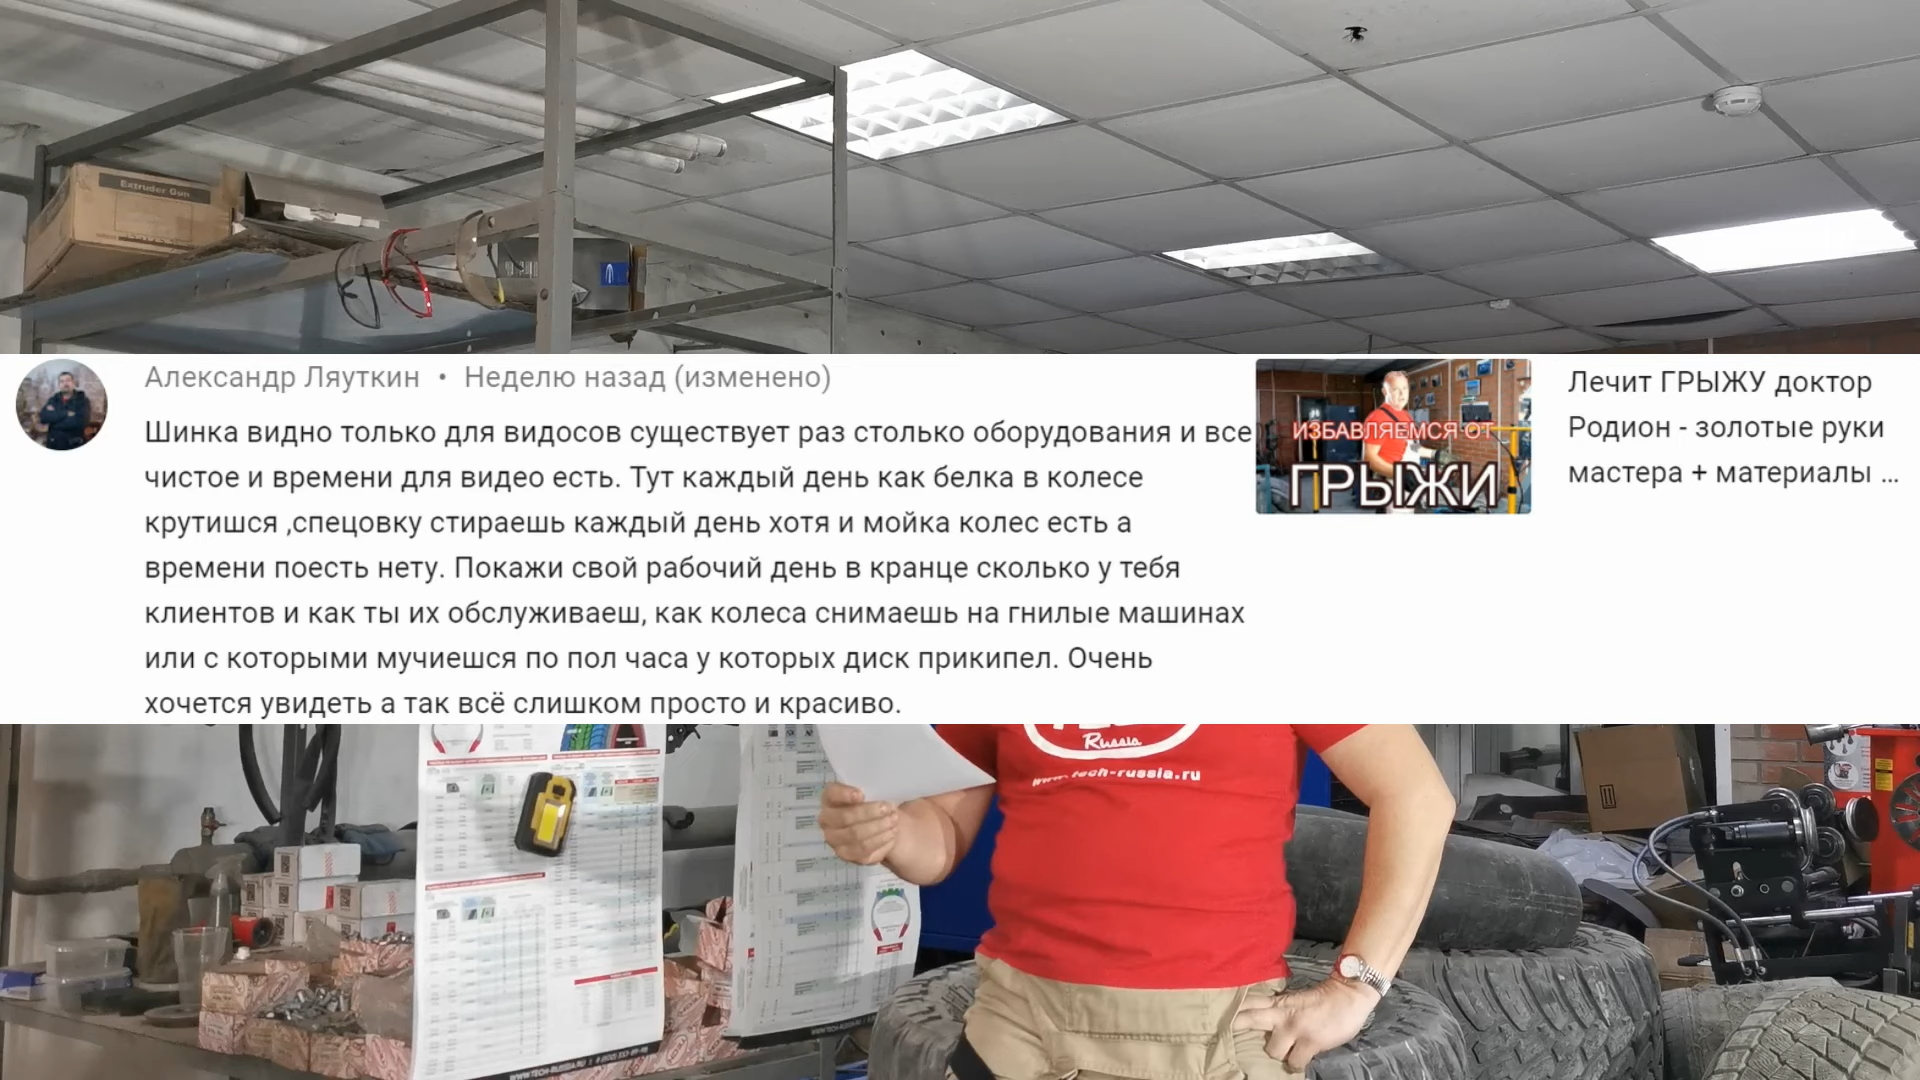 Extruder Gun
Александр Ляуткин • Неделю назад (изменено)
Шинка видно только для видосов существует раз столько оборудования и все
чистое и времени для видео есть. Тут каждый день как белка в колесе
крутишся ,спецовку стираешь каждый день хотя и мойка колес есть а
времени поесть нету. Покажи свой рабочий день в кранце сколько у тебя
клиентов и как ты их обслуживаеш, как колеса снимаешь на гнилые машинах
или с которыми мучиешся по пол часа у которых диск прикипел. Очень
хочется увидеть а так всё слишком просто и красиво.
ИЗБАВЛЯЕМСЯ ОТ
ГРЫЖИ
Лечит ГРЫЖУ доктор
Родион - золотые руки
мастера + материалы ...
Russia
www.tech-russia.ru
WWW.TECH-RUSSIA.RU